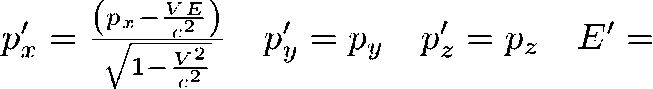 $p'_x = \frac{\left(p_x - \frac{VE}{c^2}\right)}{\sqrt{1 - \frac{V^2}{c^2}}} \quad p'_y = p_y \quad p'_z = p_z \quad E' =$